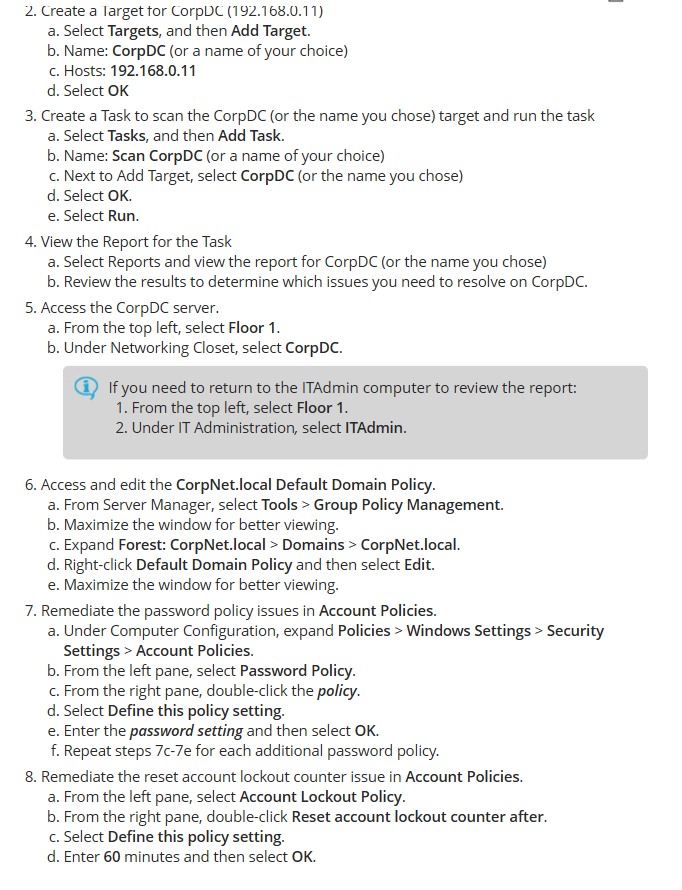 2. Create a Target for CorpDC (192.168.0.11)
a. Select Targets, and then Add Target.
b. Name: CorpDC (or a name of your choice)
c. Hosts: 192.168.0.11
d. Select OK
3. Create a Task to scan the CorpDC (or the name you chose) target and run the task
a. Select Tasks, and then Add Task.
b. Name: Scan CorpDC (or a name of your choice)
c. Next to Add Target, select CorpDC (or the name you chose)
d. Select OK.
e. Select Run.
4. View the Report for the Task
a. Select Reports and view the report for CorpDC (or the name you chose)
b. Review the results to determine which issues you need to resolve on CorpDC.
5. Access the CorpDC server.
a. From the top left, select Floor 1.
b. Under Networking Closet, select CorpDC.
If you need to return to the ITAdmin computer to review the report:
1. From the top left, select Floor 1.
2. Under IT Administration, select ITAdmin.
6. Access and edit the CorpNet.local Default Domain Policy.
a. From Server Manager, select Tools > Group Policy Management.
b. Maximize the window for better viewing.
c. Expand Forest: CorpNet.local > Domains > CorpNet.local.
d. Right-click Default Domain Policy and then select Edit.
e. Maximize the window for better viewing.
7. Remediate the password policy issues in Account Policies.
a. Under Computer Configuration, expand Policies > Windows Settings > Security
Settings > Account Policies.
b. From the left pane, select Password Policy.
c. From the right pane, double-click the policy.
d. Select Define this policy setting.
e. Enter the password setting and then select OK.
f. Repeat steps 7c-7e for each additional password policy.
8. Remediate the reset account lockout counter issue in Account Policies.
a. From the left pane, select Account Lockout Policy.
b. From the right pane, double-click Reset account lockout counter after.
c. Select Define this policy setting.
d. Enter 60 minutes and then select OK.